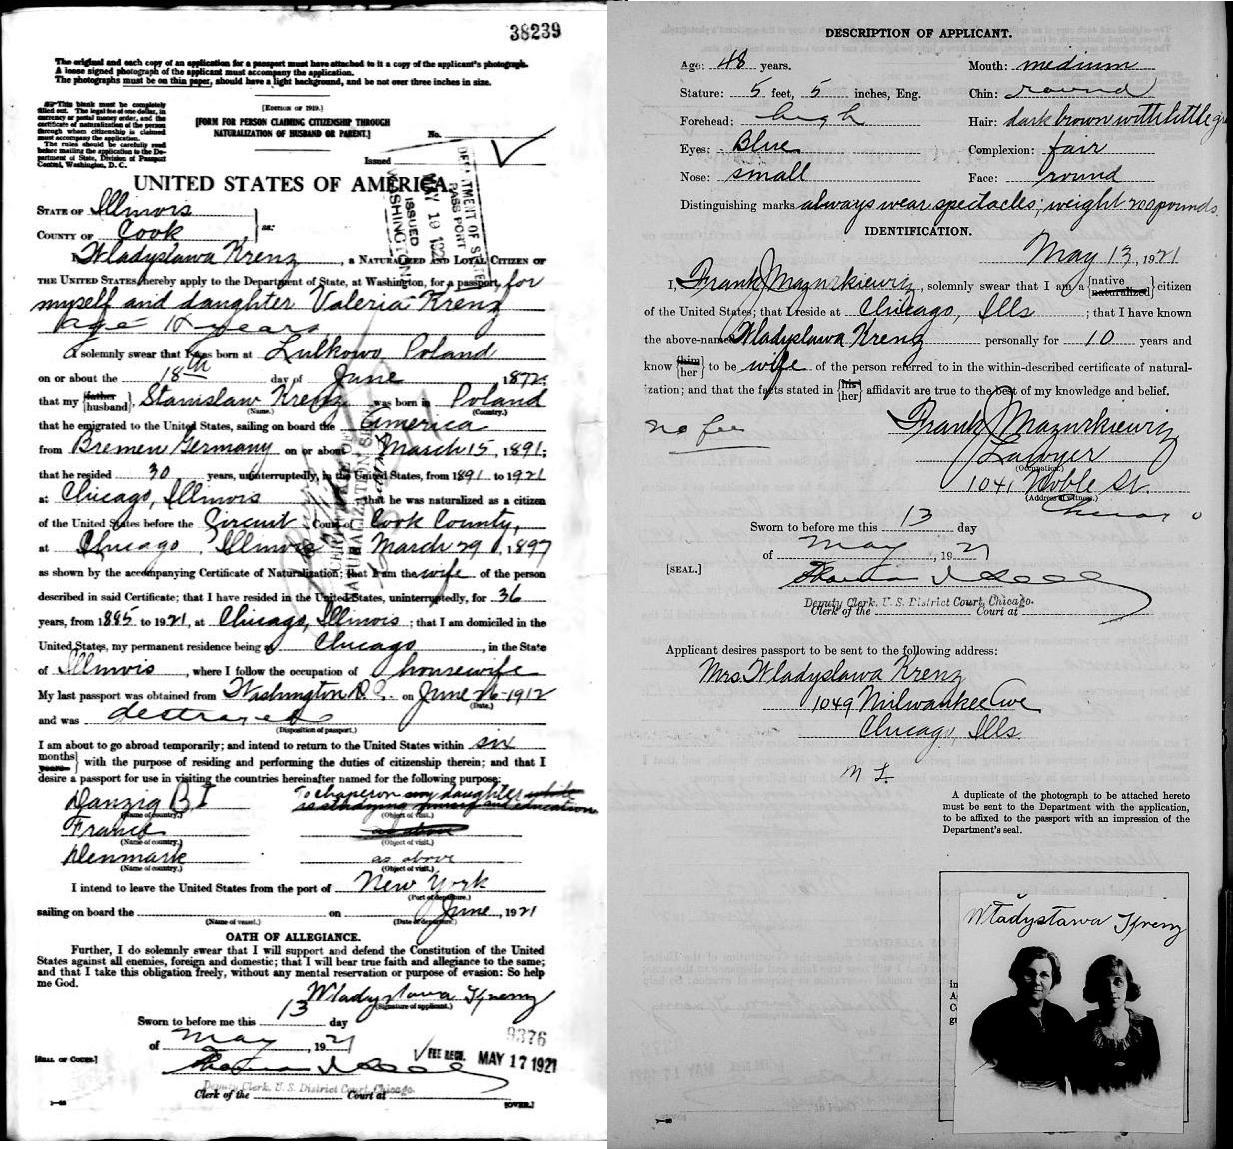 38239
The original and each copy of an application for a passport must have attached to it a copy of the applicant's photograph.
A loose signed photograph of the applicant must accompany the application.
The photographs must be on thin paper, should have a light background, and be not over three inches in size.
This blank must be completely
filled out. The legal fee of one dollar, in
currency or postal money order, and the
certificate of naturalization of the person
through whom citizenship is claimed
must accompany the application.
The rules should be carefully read
before mailing the application to the De-
partment of State, Division of Passport
Control, Washington, D. C.
[EDITION OF 1919.]
[FORM FOR PERSON CLAIMING CITIZENSHIP THROUGH
NATURALIZATION OF HUSBAND OR PARENT.]
No.
Issued
DEPARTMENT OF STATE
PASSPORT
MAY 19 192
ISSUED
WASHINGTON
UNITED STATES OF AMERICA.
STATE OF Illinois
COUNTY OF Cook
ss:
I, Wladyslawa Krenz, a NATURALIZED AND LOYAL CITIZEN OF
THE UNITED STATES, hereby apply to the Department of State, at Washington, for a passport for
myself and daughter Valeria Krenz
age 18 years
I solemnly swear that I was born at Lulkowo Poland
on or about the 18th day of June, 1872;
that my {father husband}, Stanislaw Krenz, was born in Poland
(Name.) (Country.)
that he emigrated to the United States, sailing on board the America
from Bremen Germany on or about March 15, 1891;
that he resided 30 years, uninterruptedly, in the United States, from 1891 to 1921
at Chicago, Illinois that he was naturalized as a citizen
of the United States before the Circuit Court of Cook County,
at Chicago, Illinois March 29, 1897
as shown by the accompanying Certificate of Naturalization; that I am the wife of the person
described in said Certificate; that I have resided in the United States, uninterruptedly, for 36
years, from 1885 to 1921, at Chicago, Illinois; that I am domiciled in the
United States, my permanent residence being at Chicago, in the State
of Illinois, where I follow the occupation of housewife
My last passport was obtained from Washington D.C. on June 26-1912
(Date.)
and was destroyed
(Disposition of passport.)
I am about to go abroad temporarily; and intend to return to the United States within six
{months years} with the purpose of residing and performing the duties of citizenship therein; and that I
desire a passport for use in visiting the countries hereinafter named for the following purpose:
Danzig BI To chaperon my daughter while
is studying
(Name of country.) (Object of visit.)
France as above
(Name of country.) (Object of visit.)
Denmark as above
(Name of country.) (Object of visit.)
I intend to leave the United States from the port of New York
(Port of departure.)
sailing on board the on June, 1921
(Name of vessel.) (Date of departure.)
OATH OF ALLEGIANCE.
Further, I do solemnly swear that I will support and defend the Constitution of the United
States against all enemies, foreign and domestic; that I will bear true faith and allegiance to the same;
and that I take this obligation freely, without any mental reservation or purpose of evasion: So help
me God.
Władysława Krenz
(Signature of applicant.)
Sworn to before me this 13 day
of May, 1921
9376
FEE RECD. MAY 17 1921
[SEAL OF COURT.]
Deputy Clerk, U. S. District Court, Chicago.
Clerk of the Court at
[OVER.]
DESCRIPTION OF APPLICANT.
Age: 48 years. Mouth: medium
Stature: 5 feet, 5 inches, Eng. Chin: round
Forehead: high Hair: dark brown with little
Eyes: Blue Complexion: fair
Nose: small Face: round
Distinguishing marks always wear spectacles; weight 200 pounds.
IDENTIFICATION.
May 13, 1921
I, Frank J Mazurkiewicz, solemnly swear that I am a {native naturalized} citizen
of the United States; that I reside at Chicago, Ills; that I have known
the above-named Wladyslawa Krenz personally for 10 years and
know {him her} to be wife of the person referred to in the within-described certificate of natural-
ization; and that the facts stated in {his her} affidavit are true to the best of my knowledge and belief.
no fee
Frank J Mazurkiewicz
Lawyer
(Occupation.)
1041 Noble St.
(Address of witness.)
Chicago
Sworn to before me this 13 day
of May, 1921
[SEAL.]
Deputy Clerk, U. S. District Court, Chicago.
Clerk of the Court at
Applicant desires passport to be sent to the following address:
Mrs. Wladyslawa Krenz
1049 Milwaukee Ave
Chicago, Ills
A duplicate of the photograph to be attached hereto
must be sent to the Department with the application,
to be affixed to the passport with an impression of the
Department's seal.
Władysława Krenz